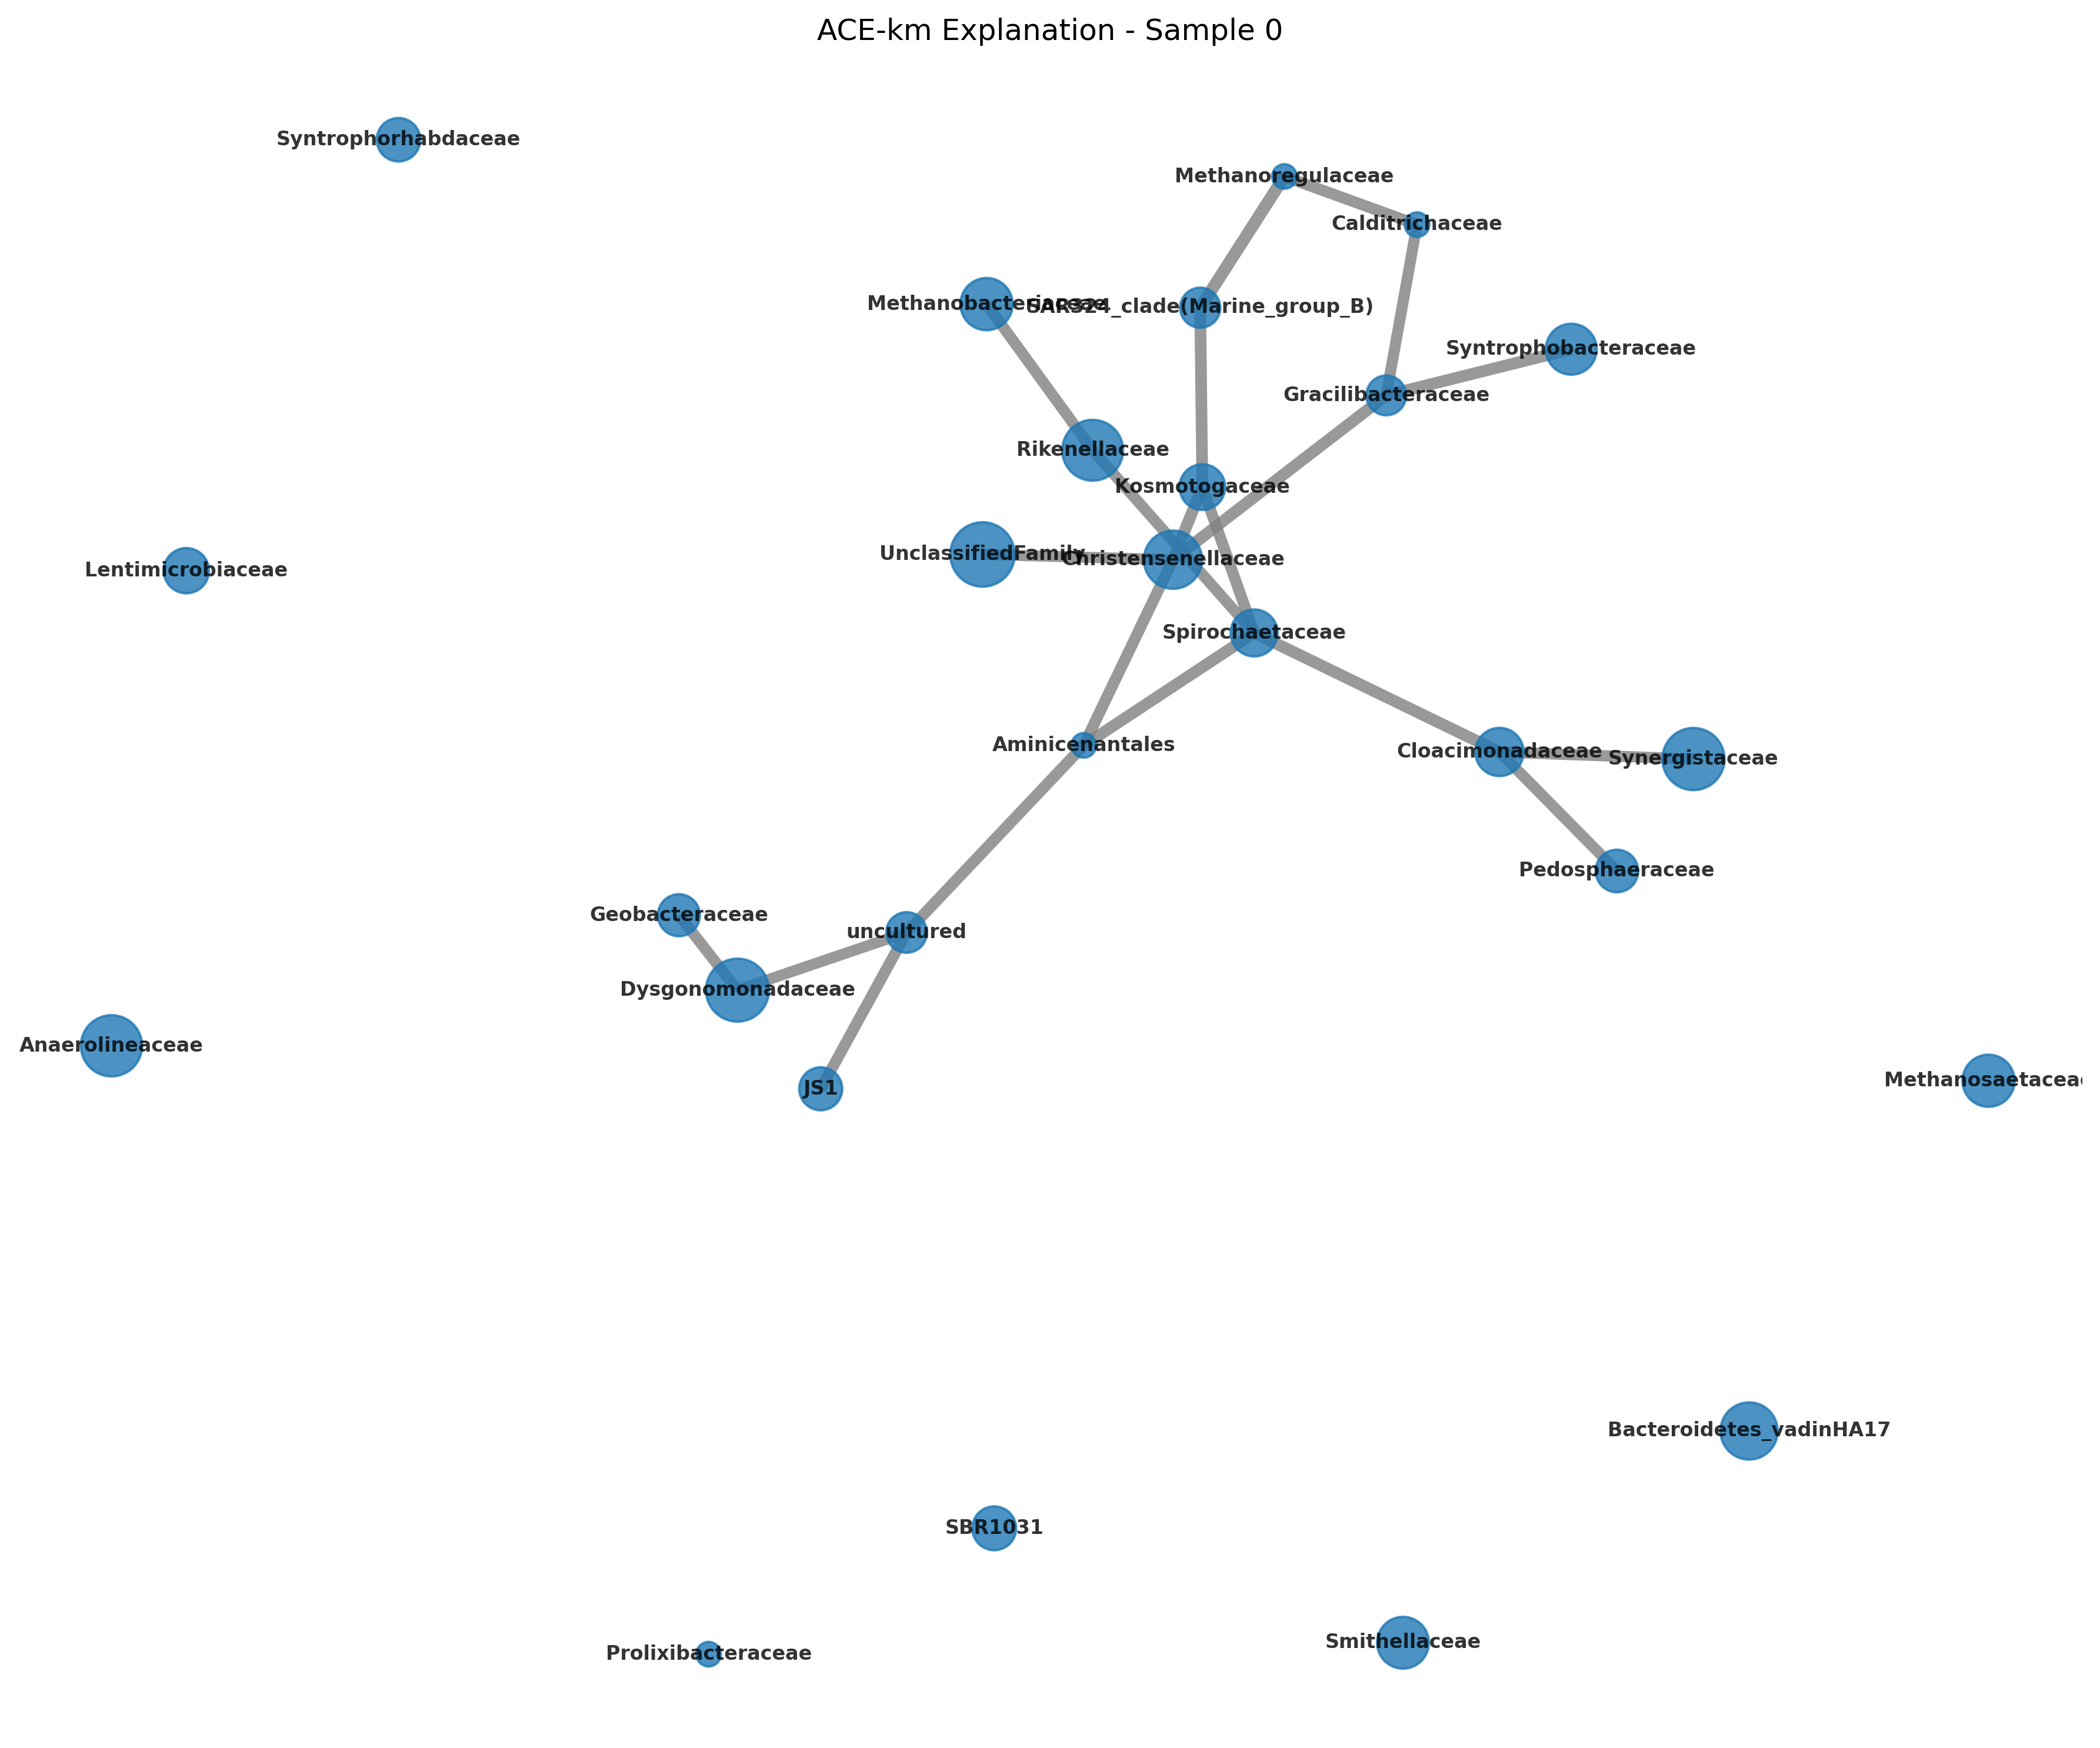 ACE-km Explanation - Sample 0
Syntrophorhabdaceae
Methanoregulaceae
Calditrichaceae
Methanobacteriaceae
SAR324_clade(Marine_group_B)
Syntrophobacteraceae
Gracilibacteraceae
Rikenellaceae
Kosmotogaceae
UnclassifiedFamily
Christensenellaceae
Lentimicrobiaceae
Spirochaetaceae
Aminicenantales
Cloacimonadaceae
Synergistaceae
Pedosphaeraceae
Geobacteraceae
uncultured
Dysgonomonadaceae
Anaerolineaceae
Methanosaetaceae
JS1
Bacteroidetes_vadinHA17
SBR1031
Smithellaceae
Prolixibacteraceae